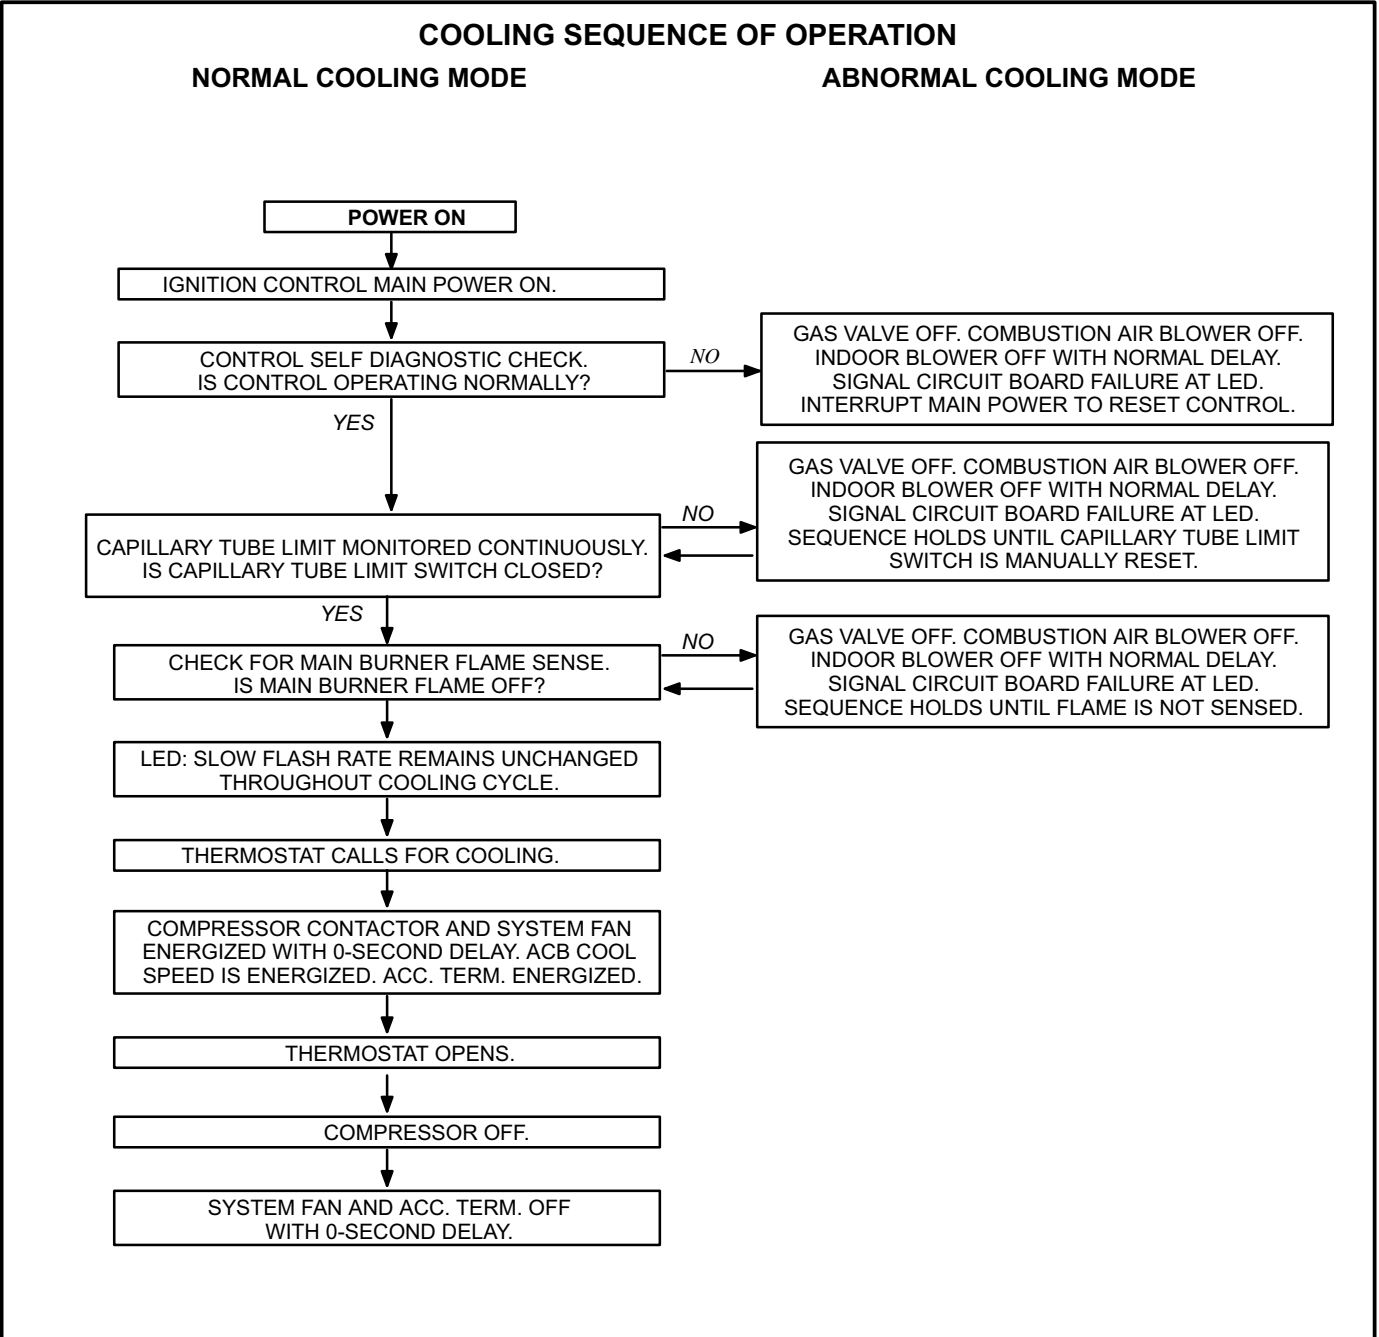 COOLING SEQUENCE OF OPERATION
NORMAL COOLING MODE
ABNORMAL COOLING MODE
POWER ON
IGNITION CONTROL MAIN POWER ON.
CONTROL SELF DIAGNOSTIC CHECK.
IS CONTROL OPERATING NORMALLY?
NO
GAS VALVE OFF. COMBUSTION AIR BLOWER OFF.
INDOOR BLOWER OFF WITH NORMAL DELAY.
SIGNAL CIRCUIT BOARD FAILURE AT LED.
INTERRUPT MAIN POWER TO RESET CONTROL.
YES
CAPILLARY TUBE LIMIT MONITORED CONTINUOUSLY.
IS CAPILLARY TUBE LIMIT SWITCH CLOSED?
NO
GAS VALVE OFF. COMBUSTION AIR BLOWER OFF.
INDOOR BLOWER OFF WITH NORMAL DELAY.
SIGNAL CIRCUIT BOARD FAILURE AT LED.
SEQUENCE HOLDS UNTIL CAPILLARY TUBE LIMIT
SWITCH IS MANUALLY RESET.
YES
CHECK FOR MAIN BURNER FLAME SENSE.
IS MAIN BURNER FLAME OFF?
NO
GAS VALVE OFF. COMBUSTION AIR BLOWER OFF.
INDOOR BLOWER OFF WITH NORMAL DELAY.
SIGNAL CIRCUIT BOARD FAILURE AT LED.
SEQUENCE HOLDS UNTIL FLAME IS NOT SENSED.
LED: SLOW FLASH RATE REMAINS UNCHANGED
THROUGHOUT COOLING CYCLE.
THERMOSTAT CALLS FOR COOLING.
COMPRESSOR CONTACTOR AND SYSTEM FAN
ENERGIZED WITH 0-SECOND DELAY. ACB COOL
SPEED IS ENERGIZED. ACC. TERM. ENERGIZED.
THERMOSTAT OPENS.
COMPRESSOR OFF.
SYSTEM FAN AND ACC. TERM. OFF
WITH 0-SECOND DELAY.